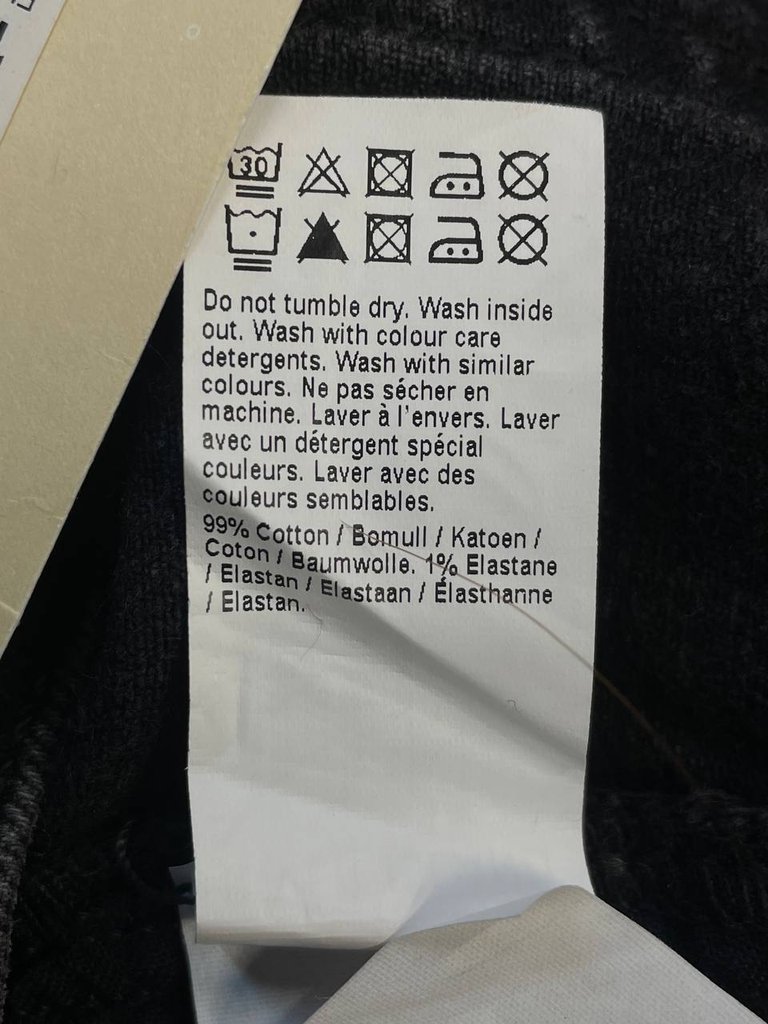 30
Do not tumble dry. Wash inside
out. Wash with colour care
detergents. Wash with similar
colours. Ne pas sécher en
machine. Laver à l'envers. Laver
avec un détergent spécial
couleurs. Laver avec des
couleurs semblables.
99% Cotton / Bomull / Katoen /
Coton / Baumwolle. 1% Elastane
/ Elastan / Elastaan / Élasthanne
/ Elastan.